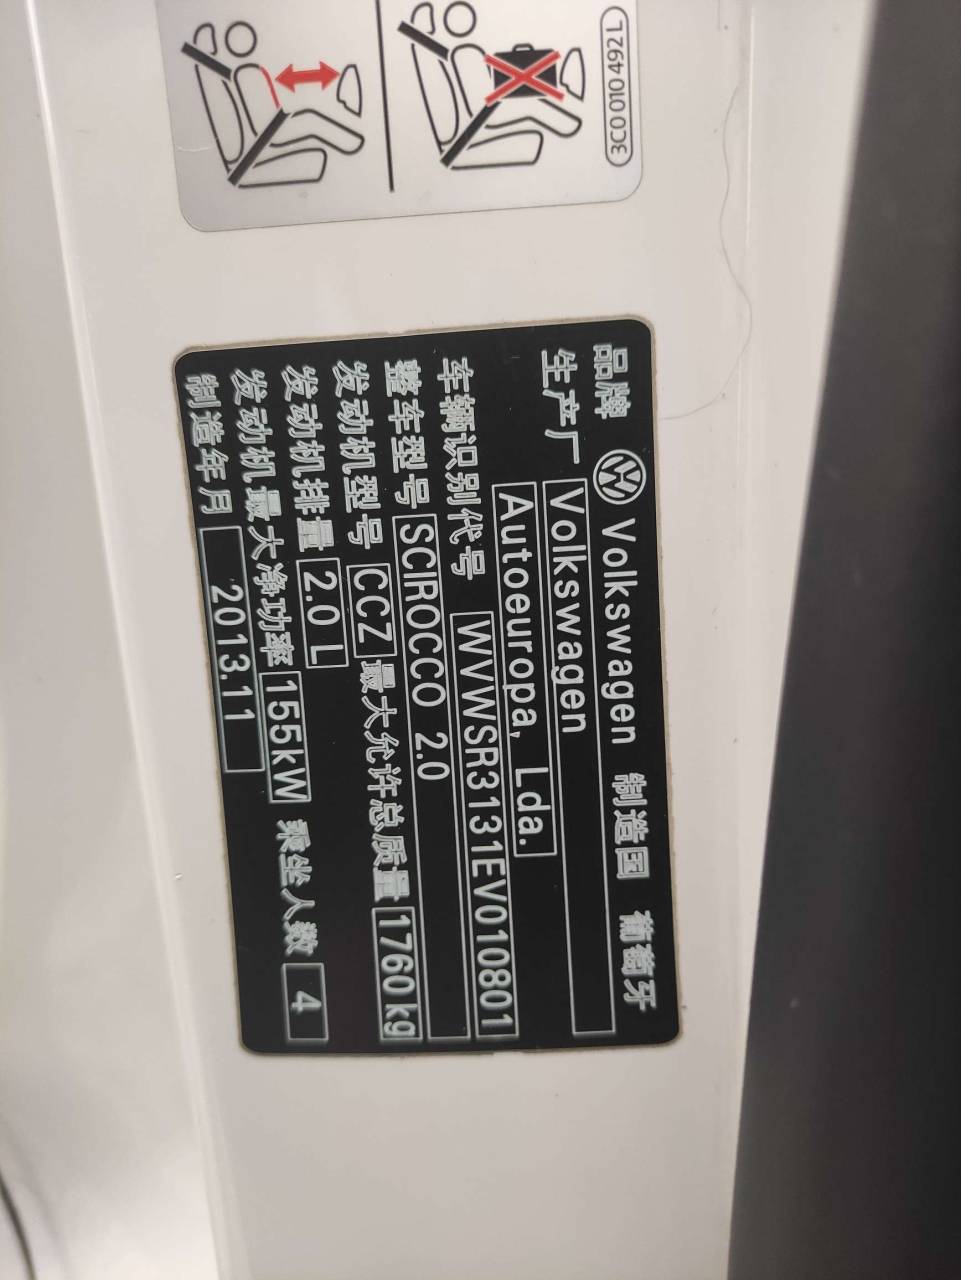 3C0 010 492 L
品牌 Volkswagen 制造国 葡萄牙
生产厂 Volkswagen
Autoeuropa, Lda.
车辆识别代号 WVWSR3131EV010801
整车型号 SCIROCCO 2.0
发动机型号 CCZ 最大允许总质量 1760kg
发动机排量 2.0 L
发动机最大净功率 155kW 乘坐人数 4
制造年月 2013.11